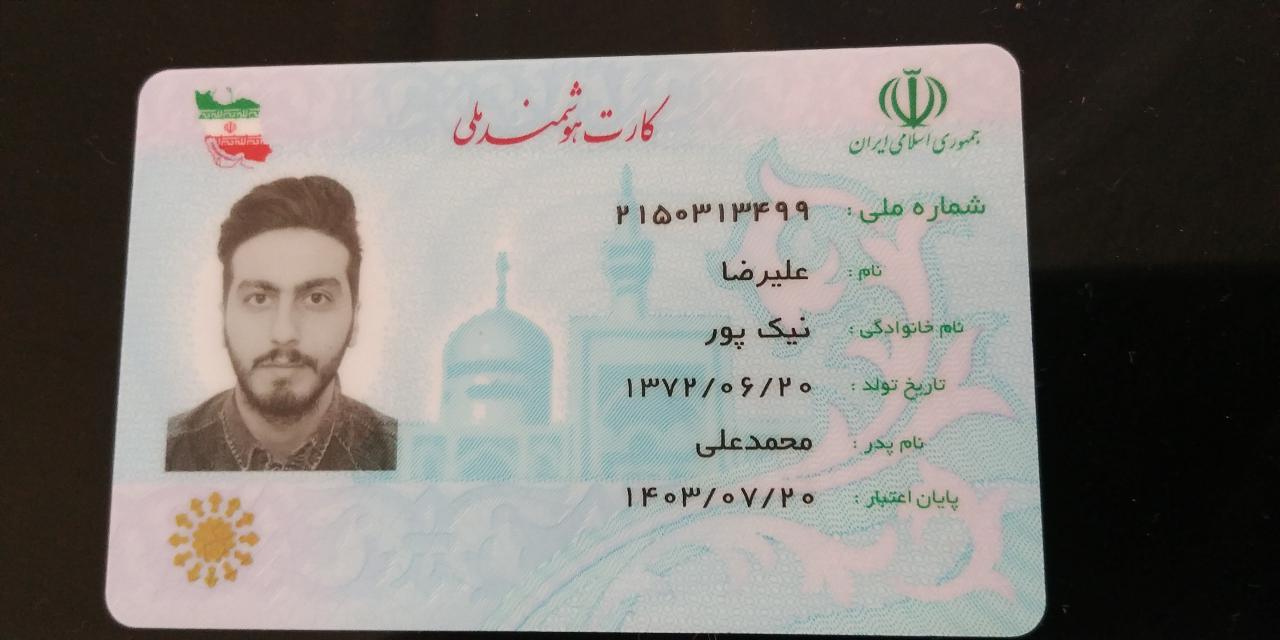 جمهوری اسلامی ایران
کارت هوشمند ملی
شماره ملی: ۲۱۵۰۳۱۳۴۹۹
نام: علیرضا
نام خانوادگی: نیک پور
تاریخ تولد: ۱۳۷۲/۰۶/۲۰
نام پدر: محمدعلی
پایان اعتبار: ۱۴۰۳/۰۷/۲۰